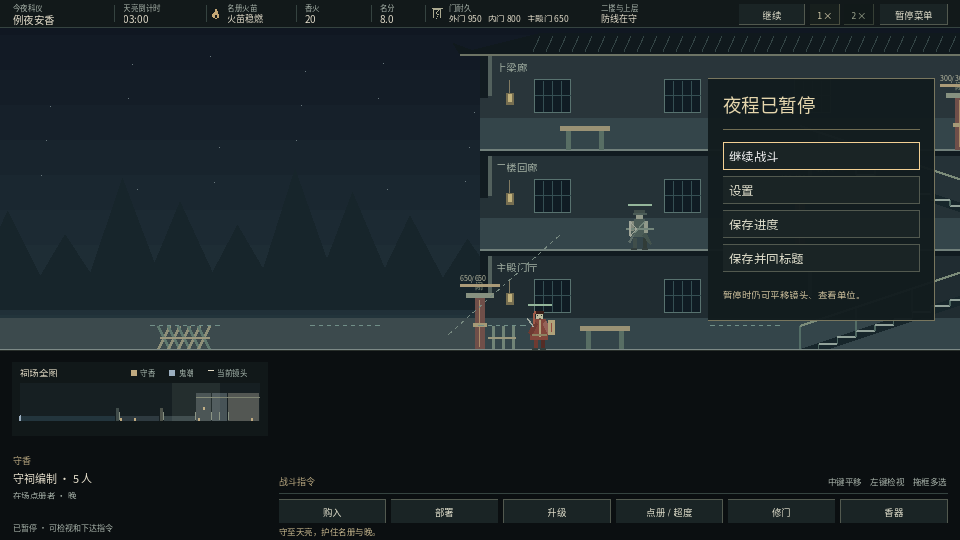 今夜科仪
例夜安香
天亮倒计时
03:00
名册火苗
火苗稳燃
香火
20
名分
8.0
门耐久
外门 950 内门 800 主殿门 650
二楼与上层
防线在守
继续
1×
2×
暂停菜单
上梁廊
300/3
夜程已暂停
继续战斗
设置
保存进度
保存并回标题
暂停时仍可平移镜头、查看单位。
二楼回廊
主殿门厅
650/650
祠场全图
守香
鬼潮
当前镜头
守香
守祠编制 · 5人
在场点册者 · 晚
已暂停 · 可检视和下达指令
战斗指令
中键平移 左键检视 拖框多选
购入
部署
升级
点册 / 超度
修门
香器
守至天亮，护住名册与晚。